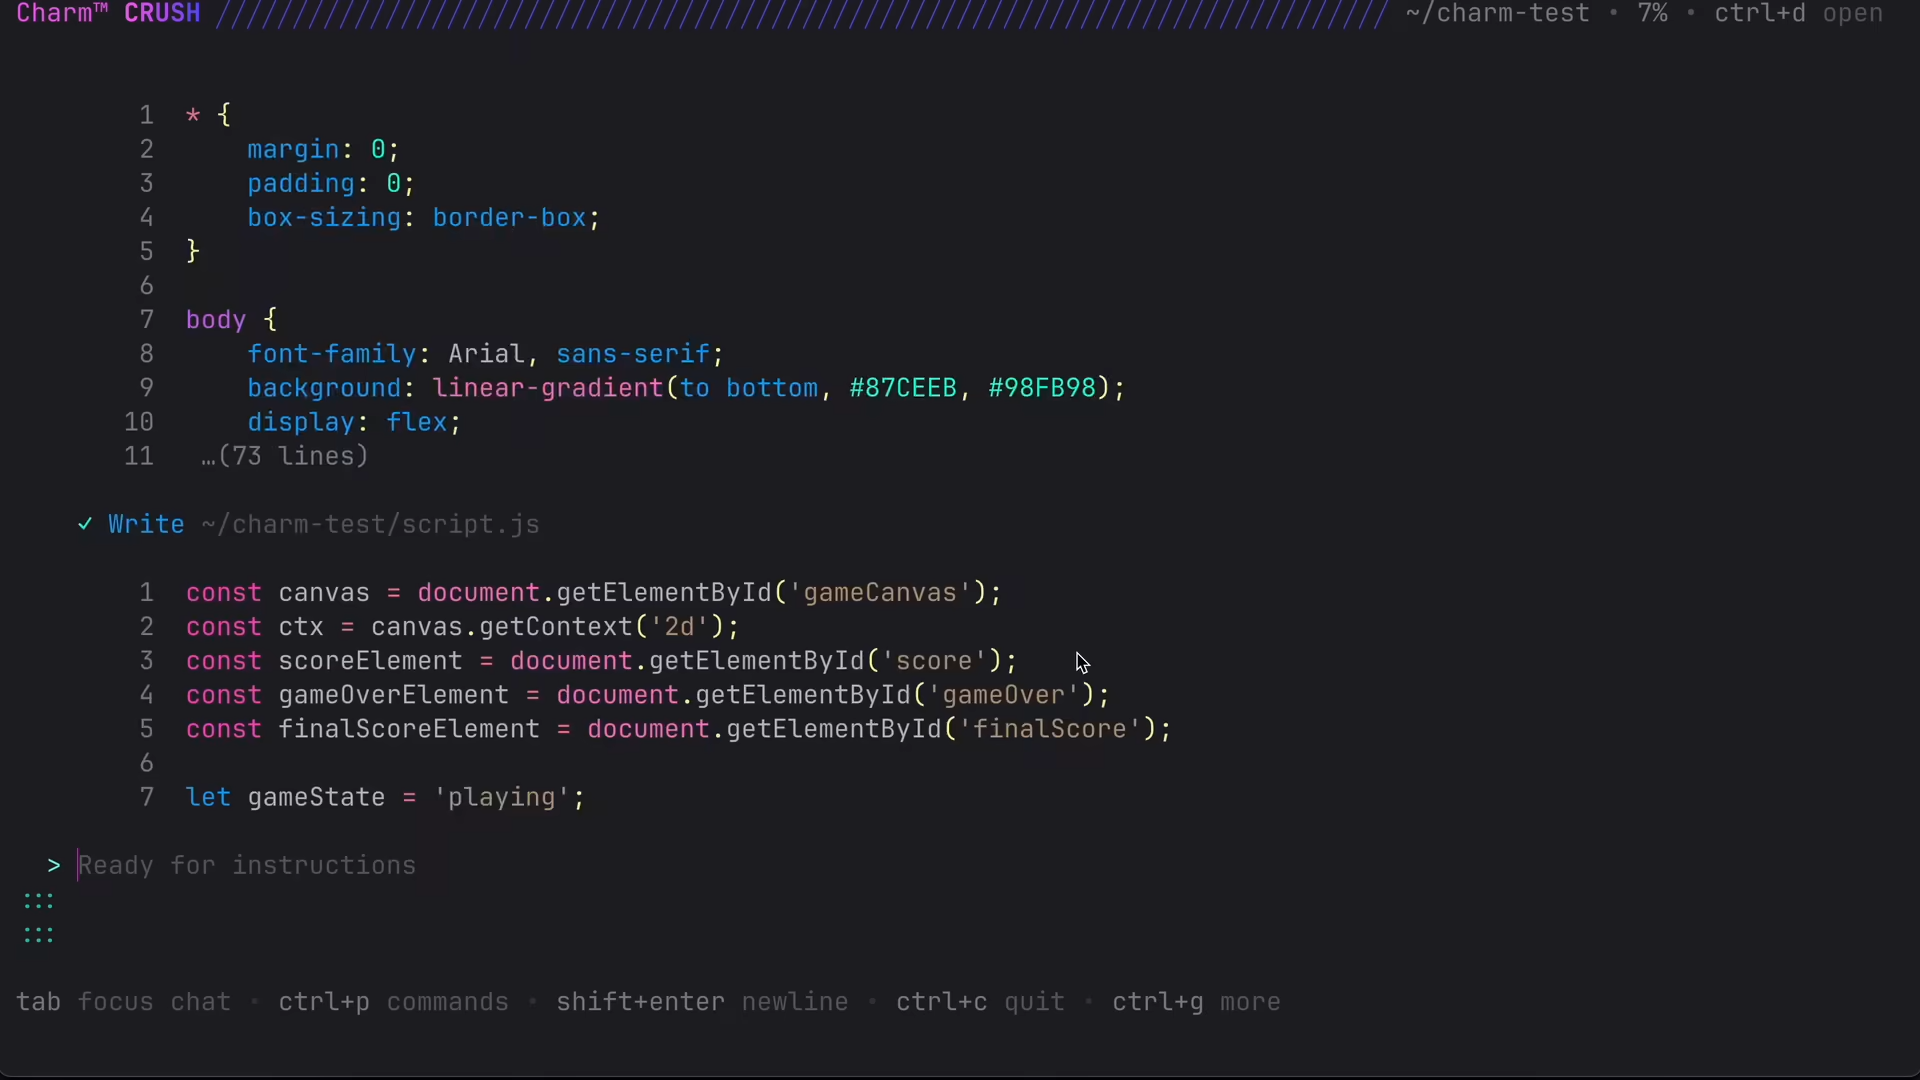 Charm™ CRUSH //////////////////////////////////////////////////////////////////////////// ~/charm-test • 7% • ctrl+d open
1 * {
2     margin: 0;
3     padding: 0;
4     box-sizing: border-box;
5 }
6
7 body {
8     font-family: Arial, sans-serif;
9     background: linear-gradient(to bottom, #87CEEB, #98FB98);
10     display: flex;
11  …(73 lines)
✓ Write ~/charm-test/script.js
1 const canvas = document.getElementById('gameCanvas');
2 const ctx = canvas.getContext('2d');
3 const scoreElement = document.getElementById('score');
4 const gameOverElement = document.getElementById('gameOver');
5 const finalScoreElement = document.getElementById('finalScore');
6
7 let gameState = 'playing';
> Ready for instructions
:::
:::
tab focus chat • ctrl+p commands • shift+enter newline • ctrl+c quit • ctrl+g more